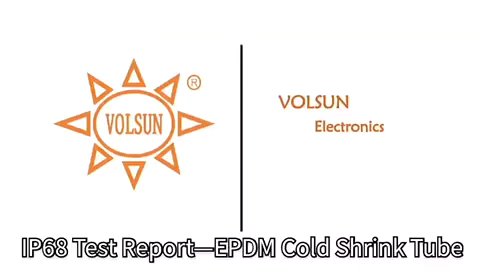 VOLSUN
®
VOLSUN
Electronics
IP68 Test Report—EPDM Cold Shrink Tube